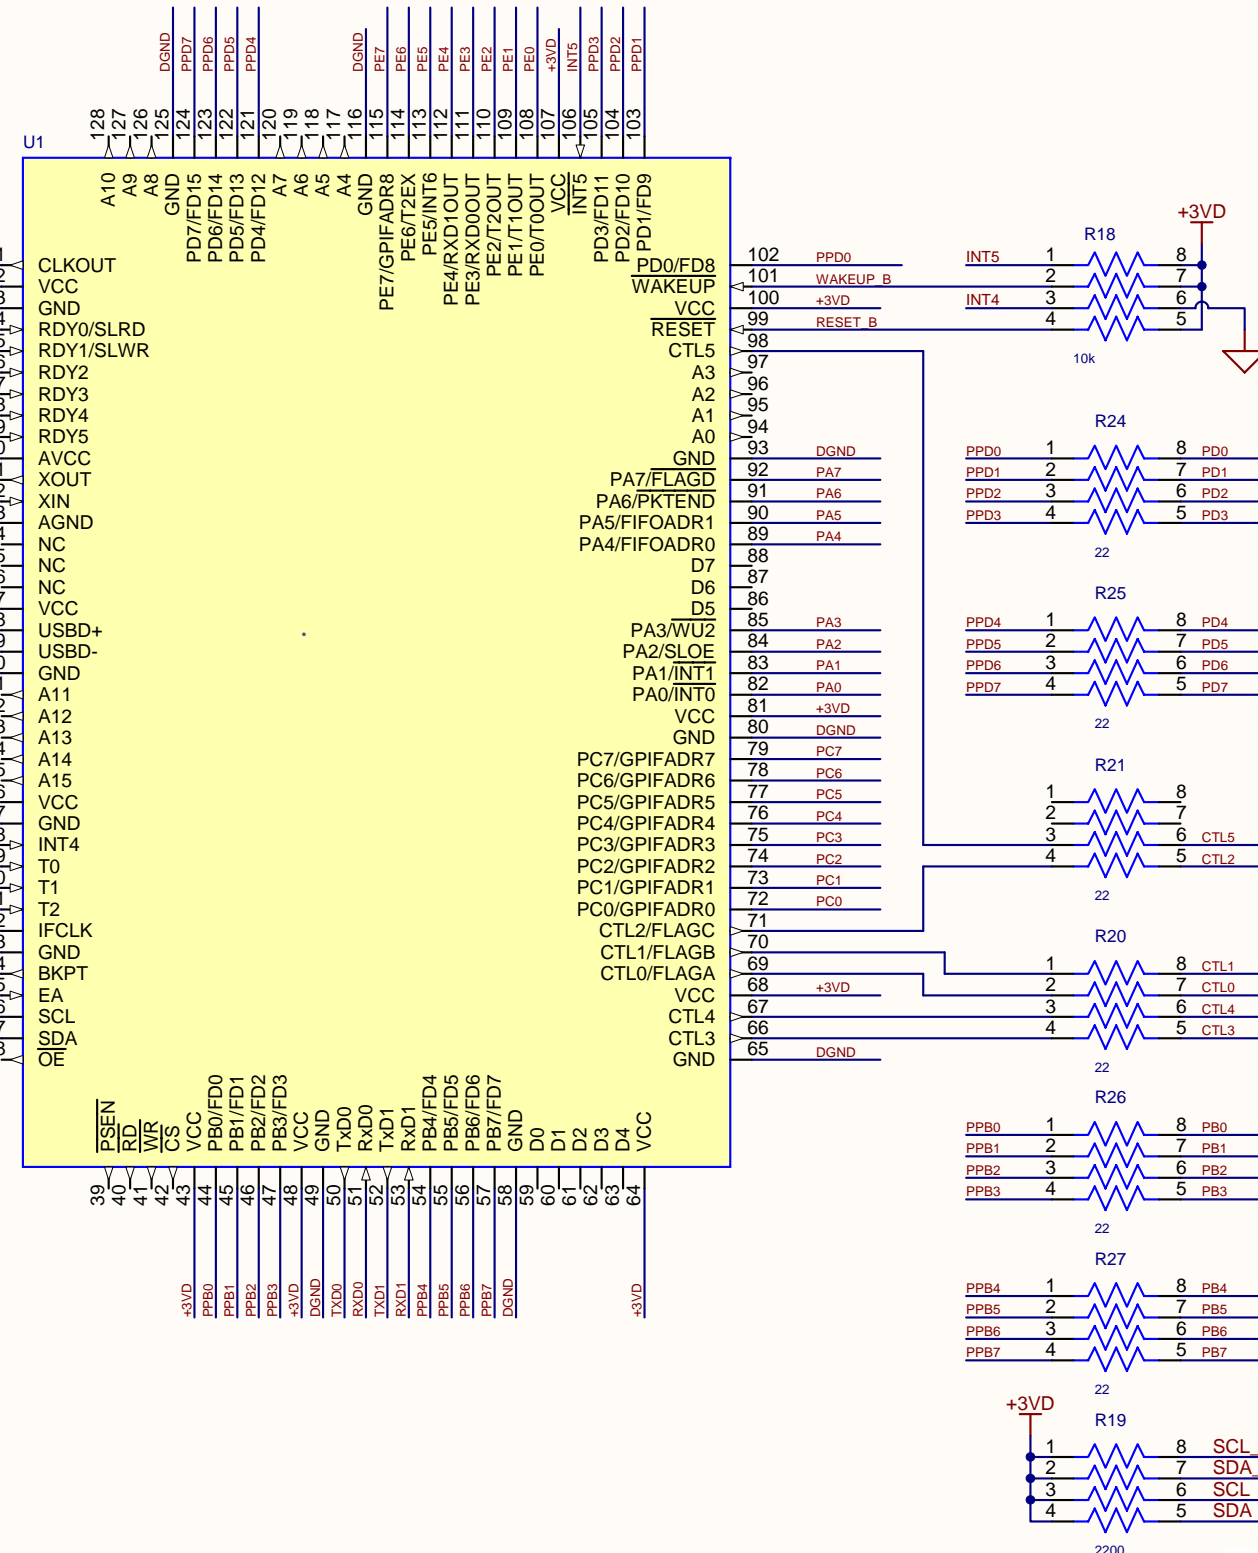 DGND
PPD7
PPD6
PPD5
PPD4
DGND
PE7
PE6
PE5
PE4
PE3
PE2
PE1
PE0
+3VD
INT5
PPD3
PPD2
PPD1
128
127
126
125
124
123
122
121
120
119
118
117
116
115
114
113
112
111
110
109
108
107
106
105
104
103
U1
A10
A9
A8
GND
PD7/FD15
PD6/FD14
PD5/FD13
PD4/FD12
A7
A6
A5
A4
GND
PE7/GPIFADR8
PE6/T2EX
PE5/INT6
PE4/RXD1OUT
PE3/RXD0OUT
PE2/T2OUT
PE1/T1OUT
PE0/T0OUT
VCC
INT5
PD3/FD11
PD2/FD10
PD1/FD9
CLKOUT
VCC
GND
RDY0/SLRD
RDY1/SLWR
RDY2
RDY3
RDY4
RDY5
AVCC
XOUT
XIN
AGND
NC
NC
NC
VCC
USBD+
USBD-
GND
A11
A12
A13
A14
A15
VCC
GND
INT4
T0
T1
T2
IFCLK
GND
BKPT
EA
SCL
SDA
OE
PD0/FD8 102 PPD0
WAKEUP 101 WAKEUP_B
VCC 100 +3VD
RESET 99 RESET_B
CTL5 98
A3 97
A2 96
A1 95
A0 94
GND 93 DGND
PA7/FLAGD 92 PA7
PA6/PKTEND 91 PA6
PA5/FIFOADR1 90 PA5
PA4/FIFOADR0 89 PA4
D7 88
D6 87
D5 86
PA3/WU2 85 PA3
PA2/SLOE 84 PA2
PA1/INT1 83 PA1
PA0/INT0 82 PA0
VCC 81 +3VD
GND 80 DGND
PC7/GPIFADR7 79 PC7
PC6/GPIFADR6 78 PC6
PC5/GPIFADR5 77 PC5
PC4/GPIFADR4 76 PC4
PC3/GPIFADR3 75 PC3
PC2/GPIFADR2 74 PC2
PC1/GPIFADR1 73 PC1
PC0/GPIFADR0 72 PC0
CTL2/FLAGC 71
CTL1/FLAGB 70
CTL0/FLAGA 69
VCC 68 +3VD
CTL4 67
CTL3 66
GND 65 DGND
PSEN
RD
WR
CS
VCC
PB0/FD0
PB1/FD1
PB2/FD2
PB3/FD3
VCC
GND
TxD0
RxD0
TxD1
RxD1
PB4/FD4
PB5/FD5
PB6/FD6
PB7/FD7
GND
D0
D1
D2
D3
D4
VCC
39
40
41
42
43
44
45
46
47
48
49
50
51
52
53
54
55
56
57
58
59
60
61
62
63
64
+3VD
PPB0
PPB1
PPB2
PPB3
+3VD
DGND
TXD0
RXD0
TXD1
RXD1
PPB4
PPB5
PPB6
PPB7
DGND
+3VD
+3VD
R18
INT5 1 8
2 7
INT4 3 6
4 5
10k
R24
PPD0 1 8 PD0
PPD1 2 7 PD1
PPD2 3 6 PD2
PPD3 4 5 PD3
22
R25
PPD4 1 8 PD4
PPD5 2 7 PD5
PPD6 3 6 PD6
PPD7 4 5 PD7
22
R21
1 8
2 7
3 6 CTL5
4 5 CTL2
22
R20
1 8 CTL1
2 7 CTL0
3 6 CTL4
4 5 CTL3
22
R26
PPB0 1 8 PB0
PPB1 2 7 PB1
PPB2 3 6 PB2
PPB3 4 5 PB3
22
R27
PPB4 1 8 PB4
PPB5 2 7 PB5
PPB6 3 6 PB6
PPB7 4 5 PB7
22
+3VD
R19
1 8 SCL_
2 7 SDA_
3 6 SCL
4 5 SDA
2200